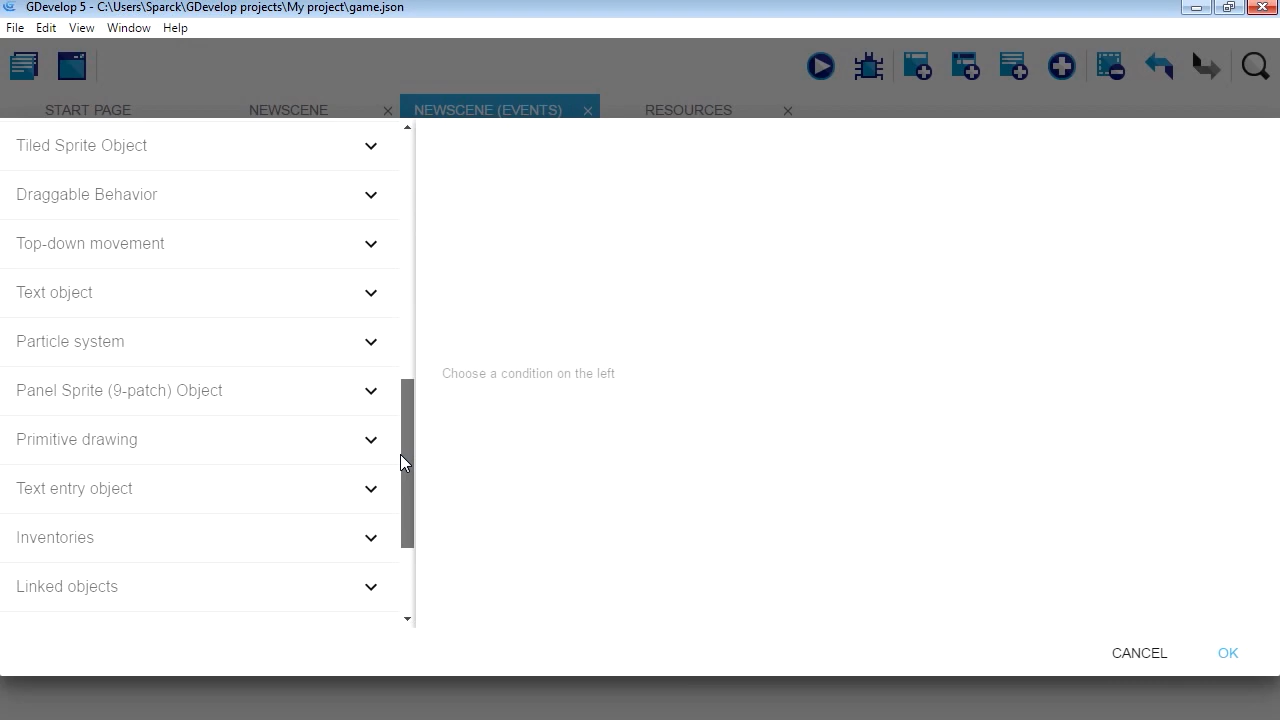 GDevelop 5 - C:\Users\Sparck\GDevelop projects\My project\game.json
File Edit View Window Help
START PAGE NEWSCENE NEWSCENE (EVENTS) RESOURCES
Tiled Sprite Object
Draggable Behavior
Top-down movement
Text object
Particle system
Choose a condition on the left
Panel Sprite (9-patch) Object
Primitive drawing
Text entry object
Inventories
Linked objects
CANCEL OK